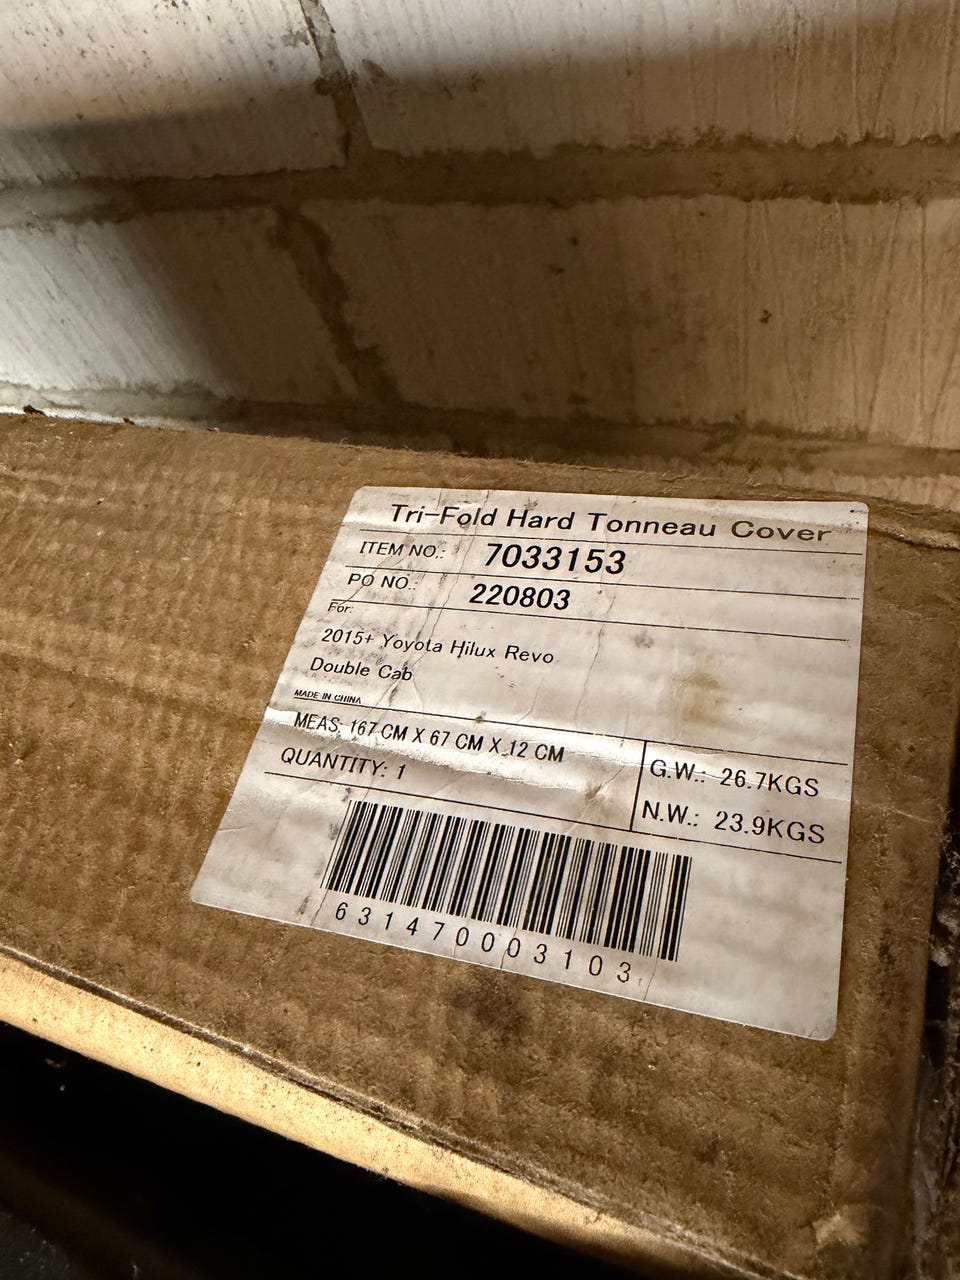 Tri-Fold Hard Tonneau Cover
ITEM NO.: 7033153
PO NO.: 220803
For:
2015+ Yoyota Hilux Revo
Double Cab
MADE IN CHINA
MEAS: 167 CM X 67 CM X 12 CM
QUANTITY: 1
G.W.: 26.7KGS
N.W.: 23.9KGS
631470003103